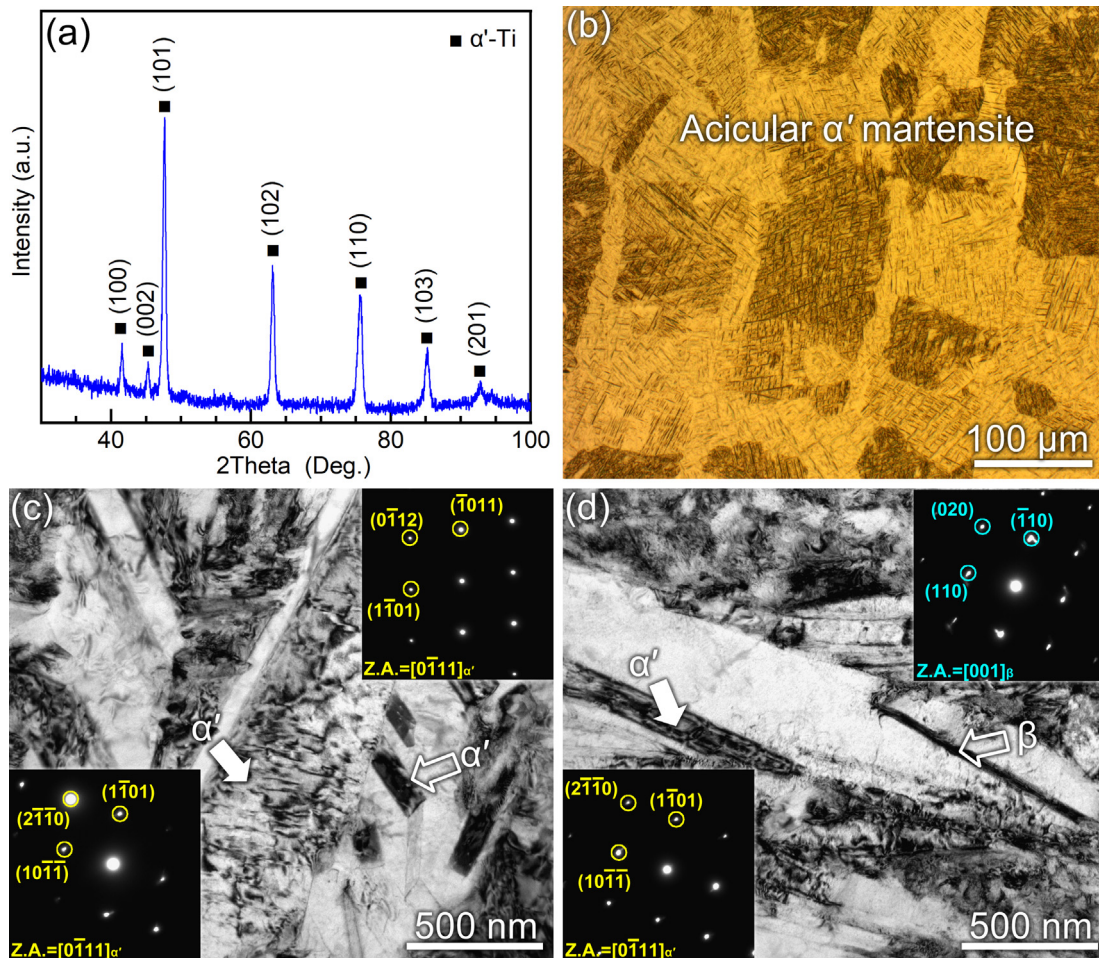 (a)
■ α′-Ti
Intensity (a.u.)
(100)
(002)
(101)
(102)
(110)
(103)
(201)
40
60
80
100
2Theta (Deg.)
(b)
Acicular α′ martensite
100 μm
(c)
(01̄12)
(1̄011)
(11̄01)
Z.A.=[01̄11]α′
α′
α′
(11̄01)
(21̄1̄0)
(101̄1̄)
Z.A.=[01̄11]α′
500 nm
(d)
(020)
(1̄10)
(110)
Z.A.=[001]β
α′
β
(21̄1̄0)
(11̄01)
(101̄1̄)
Z.A.=[01̄11]α′
500 nm